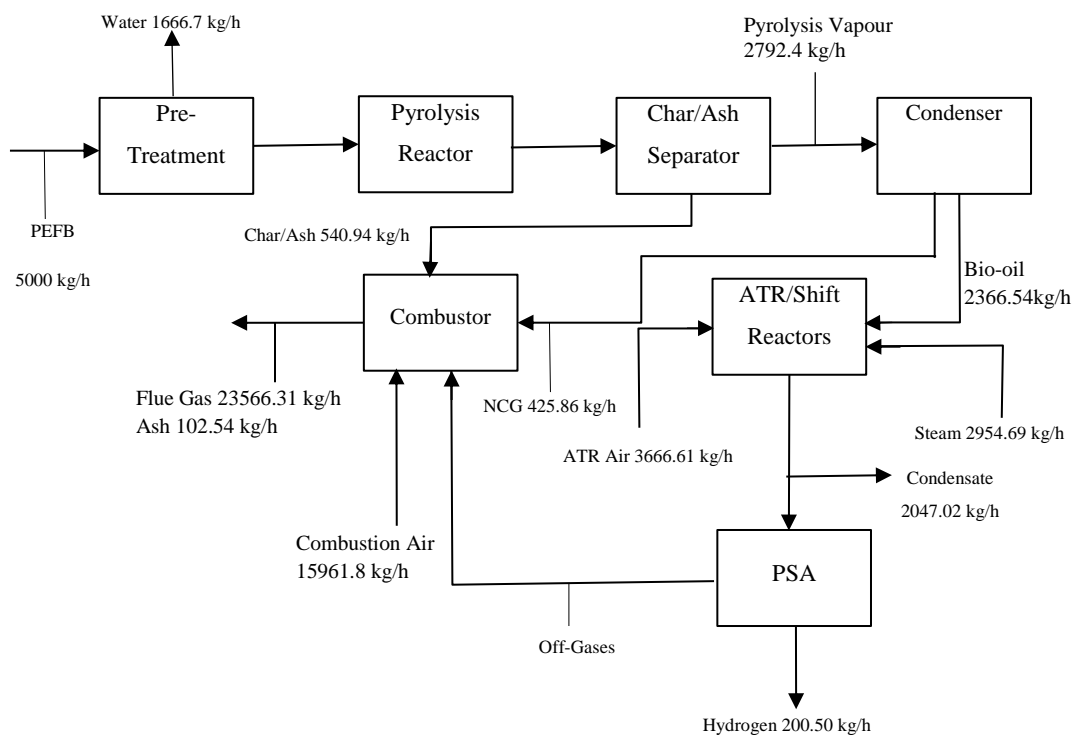 Water 1666.7 kg/h
Pyrolysis Vapour
2792.4 kg/h
Pre-
Treatment
Pyrolysis
Reactor
Char/Ash
Separator
Condenser
PEFB
5000 kg/h
Char/Ash 540.94 kg/h
Bio-oil
2366.54kg/h
Combustor
ATR/Shift
Reactors
Flue Gas 23566.31 kg/h
Ash 102.54 kg/h
NCG 425.86 kg/h
ATR Air 3666.61 kg/h
Steam 2954.69 kg/h
Condensate
2047.02 kg/h
Combustion Air
15961.8 kg/h
PSA
Off-Gases
Hydrogen 200.50 kg/h